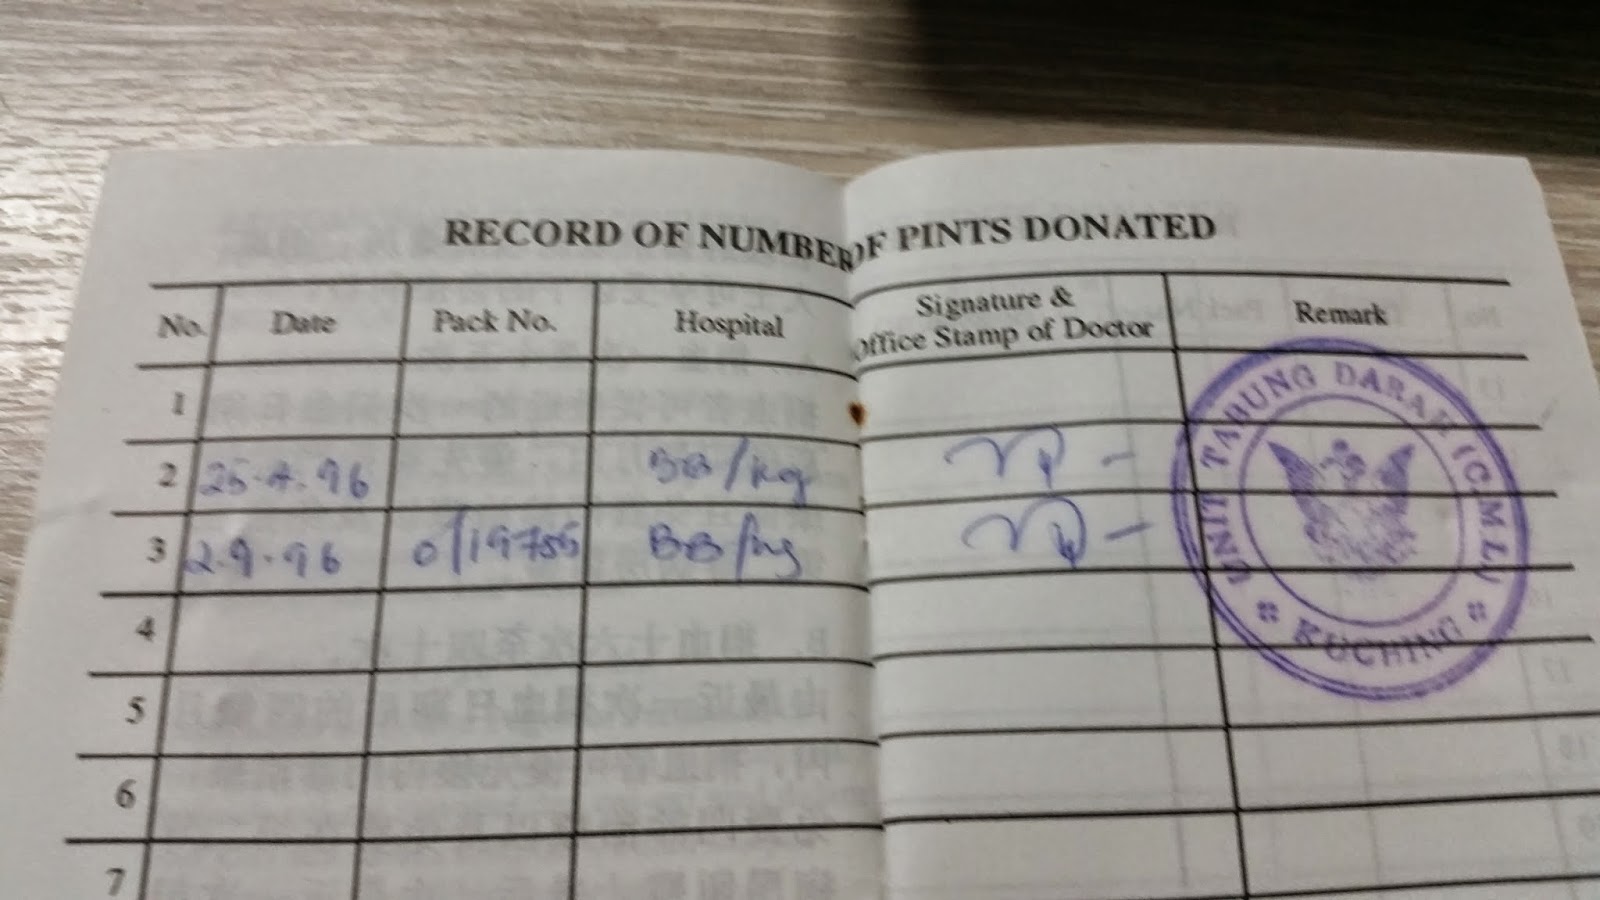 RECORD OF NUMBER OF PINTS DONATED
No. Date Pack No. Hospital Signature & Office Stamp of Doctor Remark
1
2 25.4.96 BB/kg
3 2.9.96 0/19785 BB/kg
4
5
6
7
UNIT TABUNG DARAH (C.M.L)
KUCHING